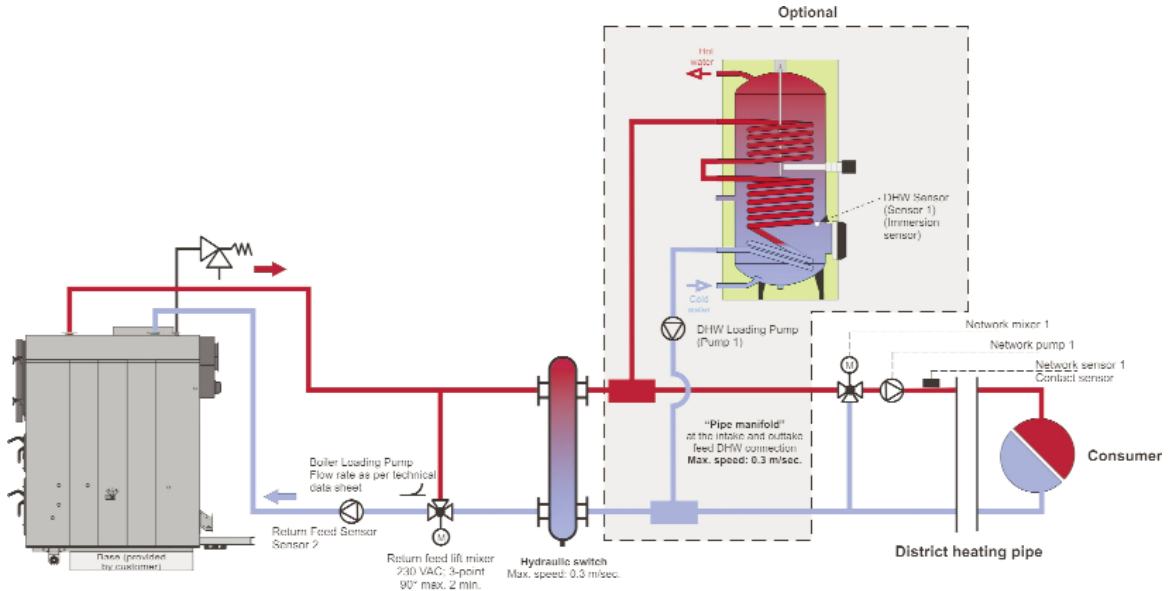 Optional
Hot
water
DHW Sensor
(Sensor 1)
(Immersion
sensor)
Cold
water
DHW Loading Pump
(Pump 1)
Network mixer 1
M
Network pump 1
Network sensor 1
Contact sensor
"Pipe manifold"
at the intake and outtake
feed DHW connection
Max. speed: 0.3 m/sec.
Consumer
Boiler Loading Pump
Flow rate as per technical
data sheet
Return Feed Sensor
Sensor 2
M
Base (provided
by customer)
Return feed lift mixer
230 VAC; 3-point
90° max. 2 min.
Hydraulic switch
Max. speed: 0.3 m/sec.
District heating pipe